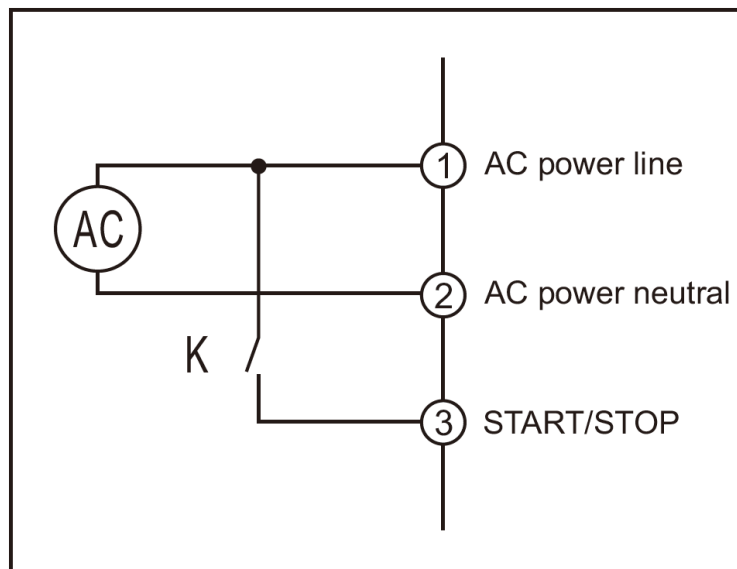 1 AC power line
AC
2 AC power neutral
K
3 START/STOP